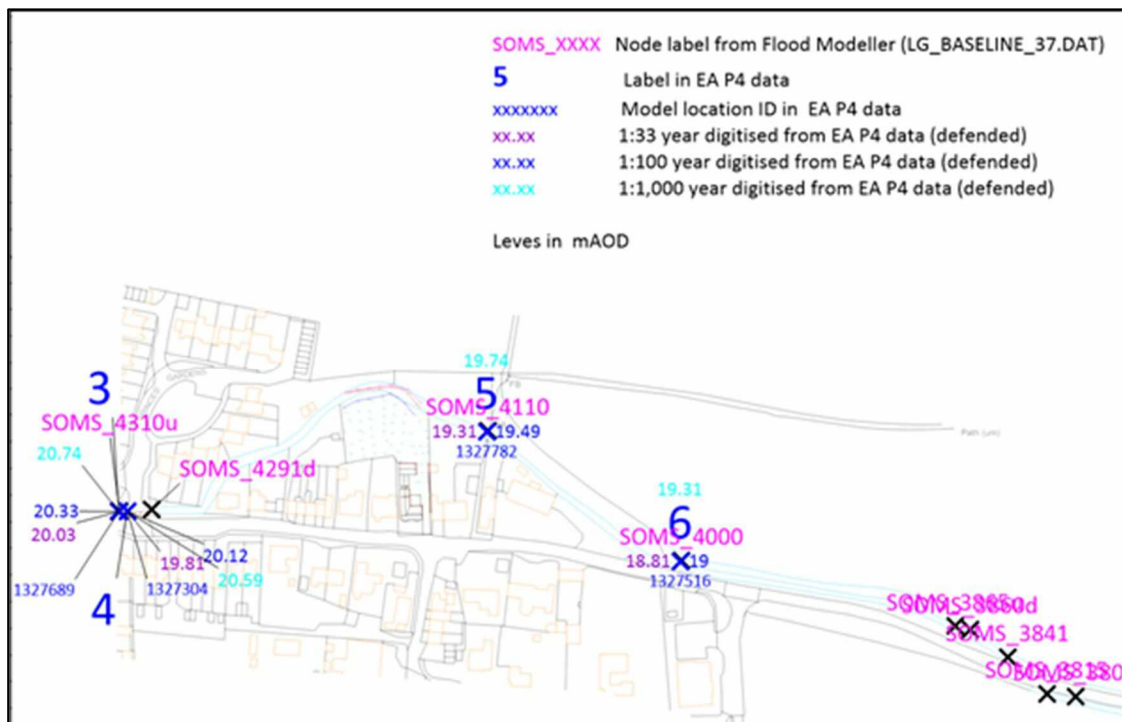 SOMS_XXXX Node label from Flood Modeller (LG_BASELINE_37.DAT)
5 Label in EA P4 data
xxxxxxx Model location ID in EA P4 data
xx.xx 1:33 year digitised from EA P4 data (defended)
xx.xx 1:100 year digitised from EA P4 data (defended)
xx.xx 1:1,000 year digitised from EA P4 data (defended)
Leves in mAOD
19.74
FB
3
5
GARDENS
SOMS_4310u
SOMS_4110
19.31 19.49
Path (um)
1327782
20.74
SOMS_4291d
19.31
6
20.33
SOMS_4000
20.03
20.12
19.81
18.81 19
20.59
1327689
1327304
1327516
4
SOMS_3841
SOMS_3815